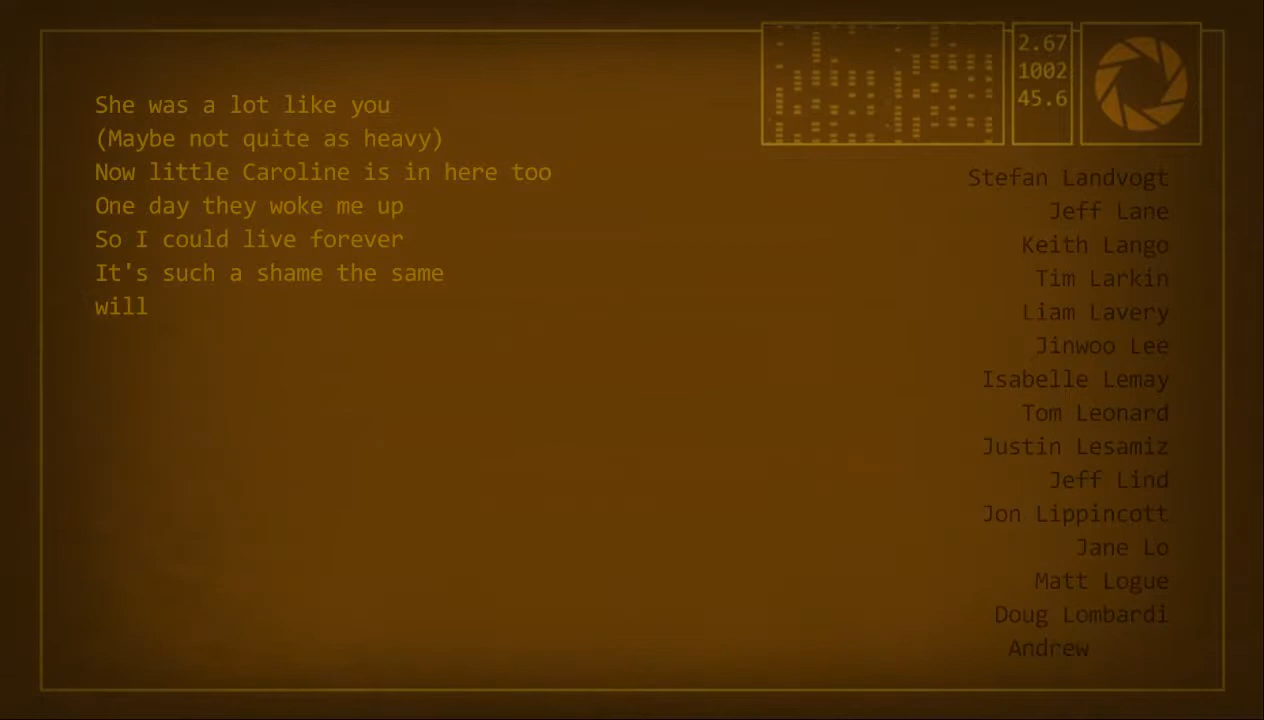 She was a lot like you
(Maybe not quite as heavy)
Now little Caroline is in here too
One day they woke me up
So I could live forever
It's such a shame the same
will
2.67
1002
45.6
Stefan Landvogt
Jeff Lane
Keith Lango
Tim Larkin
Liam Lavery
Jinwoo Lee
Isabelle Lemay
Tom Leonard
Justin Lesamiz
Jeff Lind
Jon Lippincott
Jane Lo
Matt Logue
Doug Lombardi
Andrew